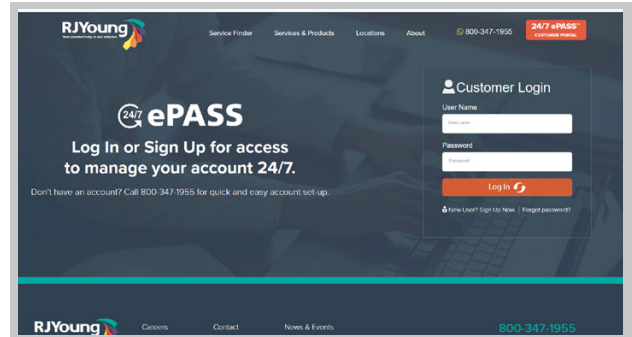 RJYoung
Service Finder
Services & Products
Locations
About
800-347-1955
24/7 ePASS™
CUSTOMER PORTAL
24/7 ePASS
Log In or Sign Up for access
to manage your account 24/7.
Don't have an account? Call 800-347-1955 for quick and easy account set-up.
Customer Login
User Name
Username
Password
Password
Log In
New User? Sign Up Now. | Forgot password?
RJYoung
Careers
Contact
News & Events
800-347-1955